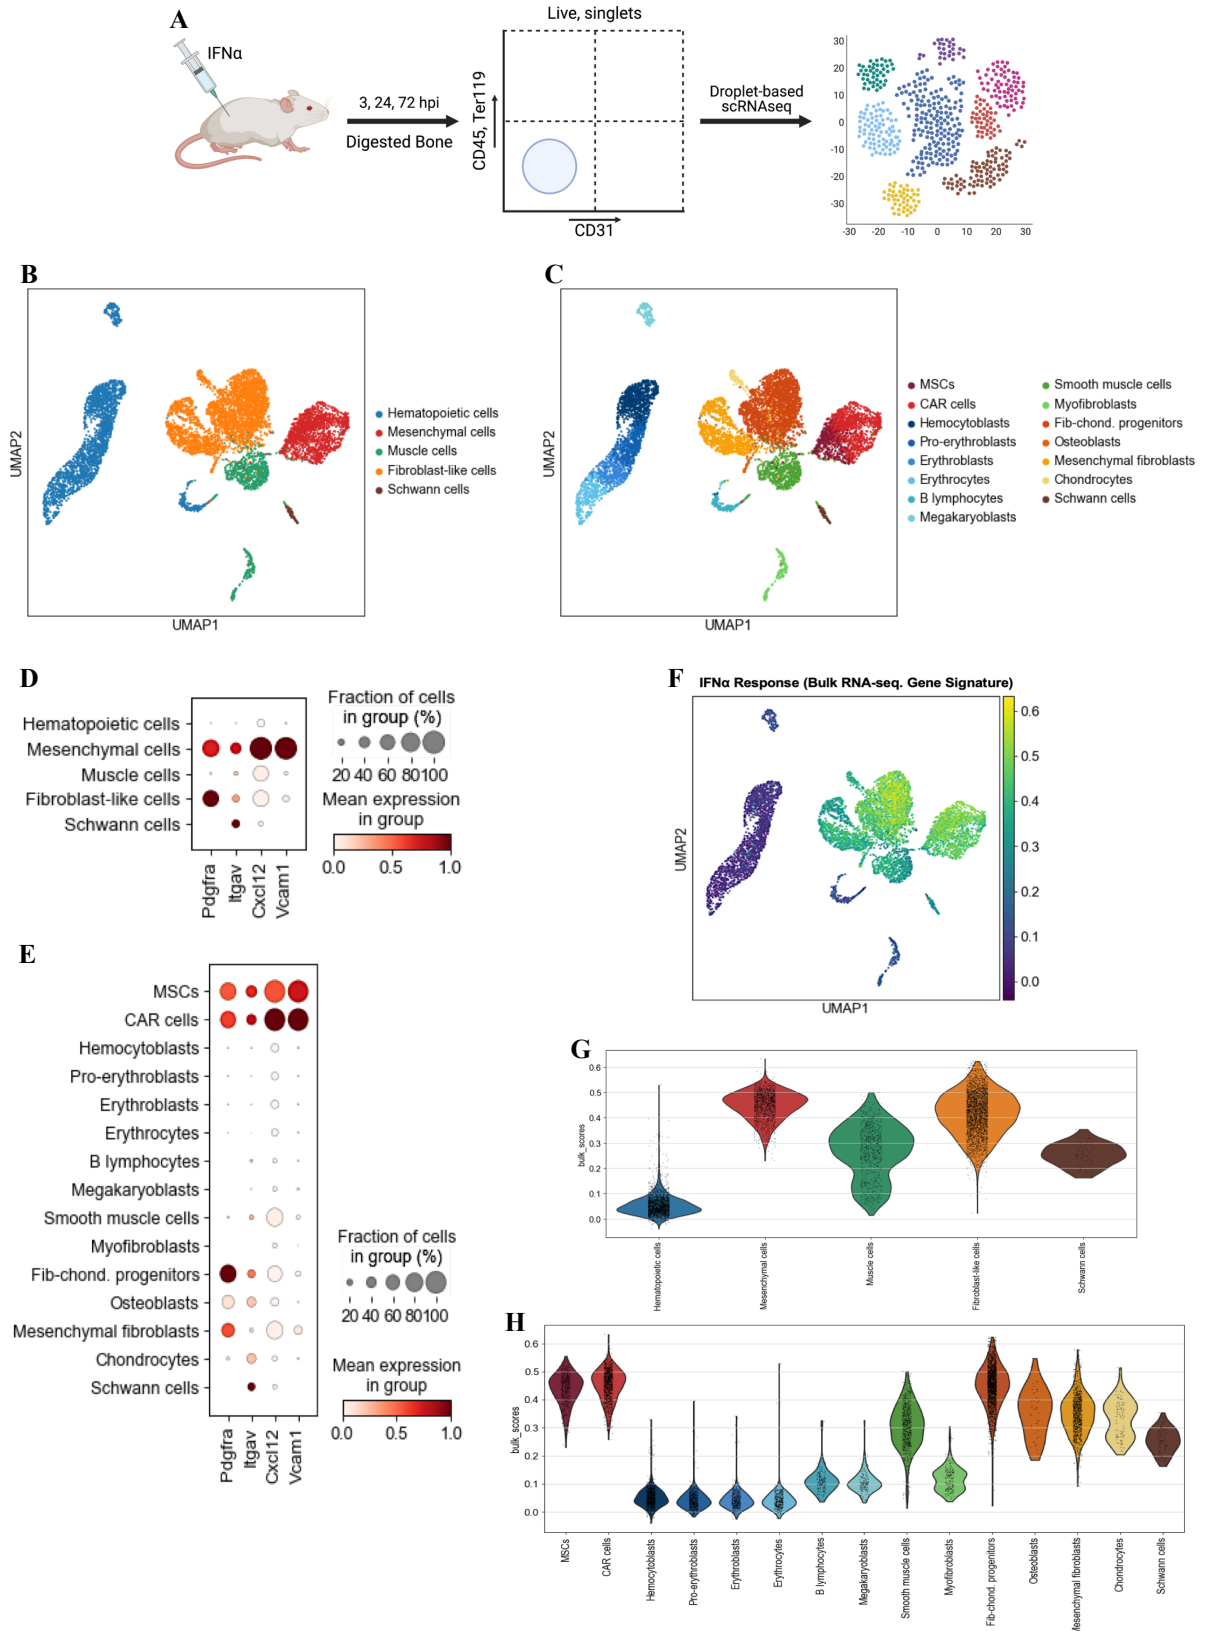 A
IFNα
3, 24, 72 hpi
Digested Bone
Live, singlets
CD45, Ter119
CD31
Droplet-based
scRNAseq
30
20
10
0
-10
-20
-30
-30 -20 -10 0 10 20 30
B
UMAP2
UMAP1
Hematopoietic cells
Mesenchymal cells
Muscle cells
Fibroblast-like cells
Schwann cells
C
UMAP2
UMAP1
MSCs
CAR cells
Hemocytoblasts
Pro-erythroblasts
Erythroblasts
Erythrocytes
B lymphocytes
Megakaryoblasts
Smooth muscle cells
Myofibroblasts
Fib-chond. progenitors
Osteoblasts
Mesenchymal fibroblasts
Chondrocytes
Schwann cells
D
Hematopoietic cells
Mesenchymal cells
Muscle cells
Fibroblast-like cells
Schwann cells
Pdgfra
Itgav
Cxcl12
Vcam1
Fraction of cells
in group (%)
20 40 60 80 100
Mean expression
in group
0.0 0.5 1.0
E
MSCs
CAR cells
Hemocytoblasts
Pro-erythroblasts
Erythroblasts
Erythrocytes
B lymphocytes
Megakaryoblasts
Smooth muscle cells
Myofibroblasts
Fib-chond. progenitors
Osteoblasts
Mesenchymal fibroblasts
Chondrocytes
Schwann cells
Pdgfra
Itgav
Cxcl12
Vcam1
Fraction of cells
in group (%)
20 40 60 80 100
Mean expression
in group
0.0 0.5 1.0
F
IFNα Response (Bulk RNA-seq. Gene Signature)
UMAP2
UMAP1
0.6
0.5
0.4
0.3
0.2
0.1
0.0
G
bulk_scores
0.6
0.5
0.4
0.3
0.2
0.1
0.0
Hematopoietic cells
Mesenchymal cells
Muscle cells
Fibroblast-like cells
Schwann cells
H
bulk_scores
0.6
0.5
0.4
0.3
0.2
0.1
0.0
MSCs
CAR cells
Hemocytoblasts
Pro-erythroblasts
Erythroblasts
Erythrocytes
B lymphocytes
Megakaryoblasts
Smooth muscle cells
Myofibroblasts
Fib-chond. progenitors
Osteoblasts
Mesenchymal fibroblasts
Chondrocytes
Schwann cells